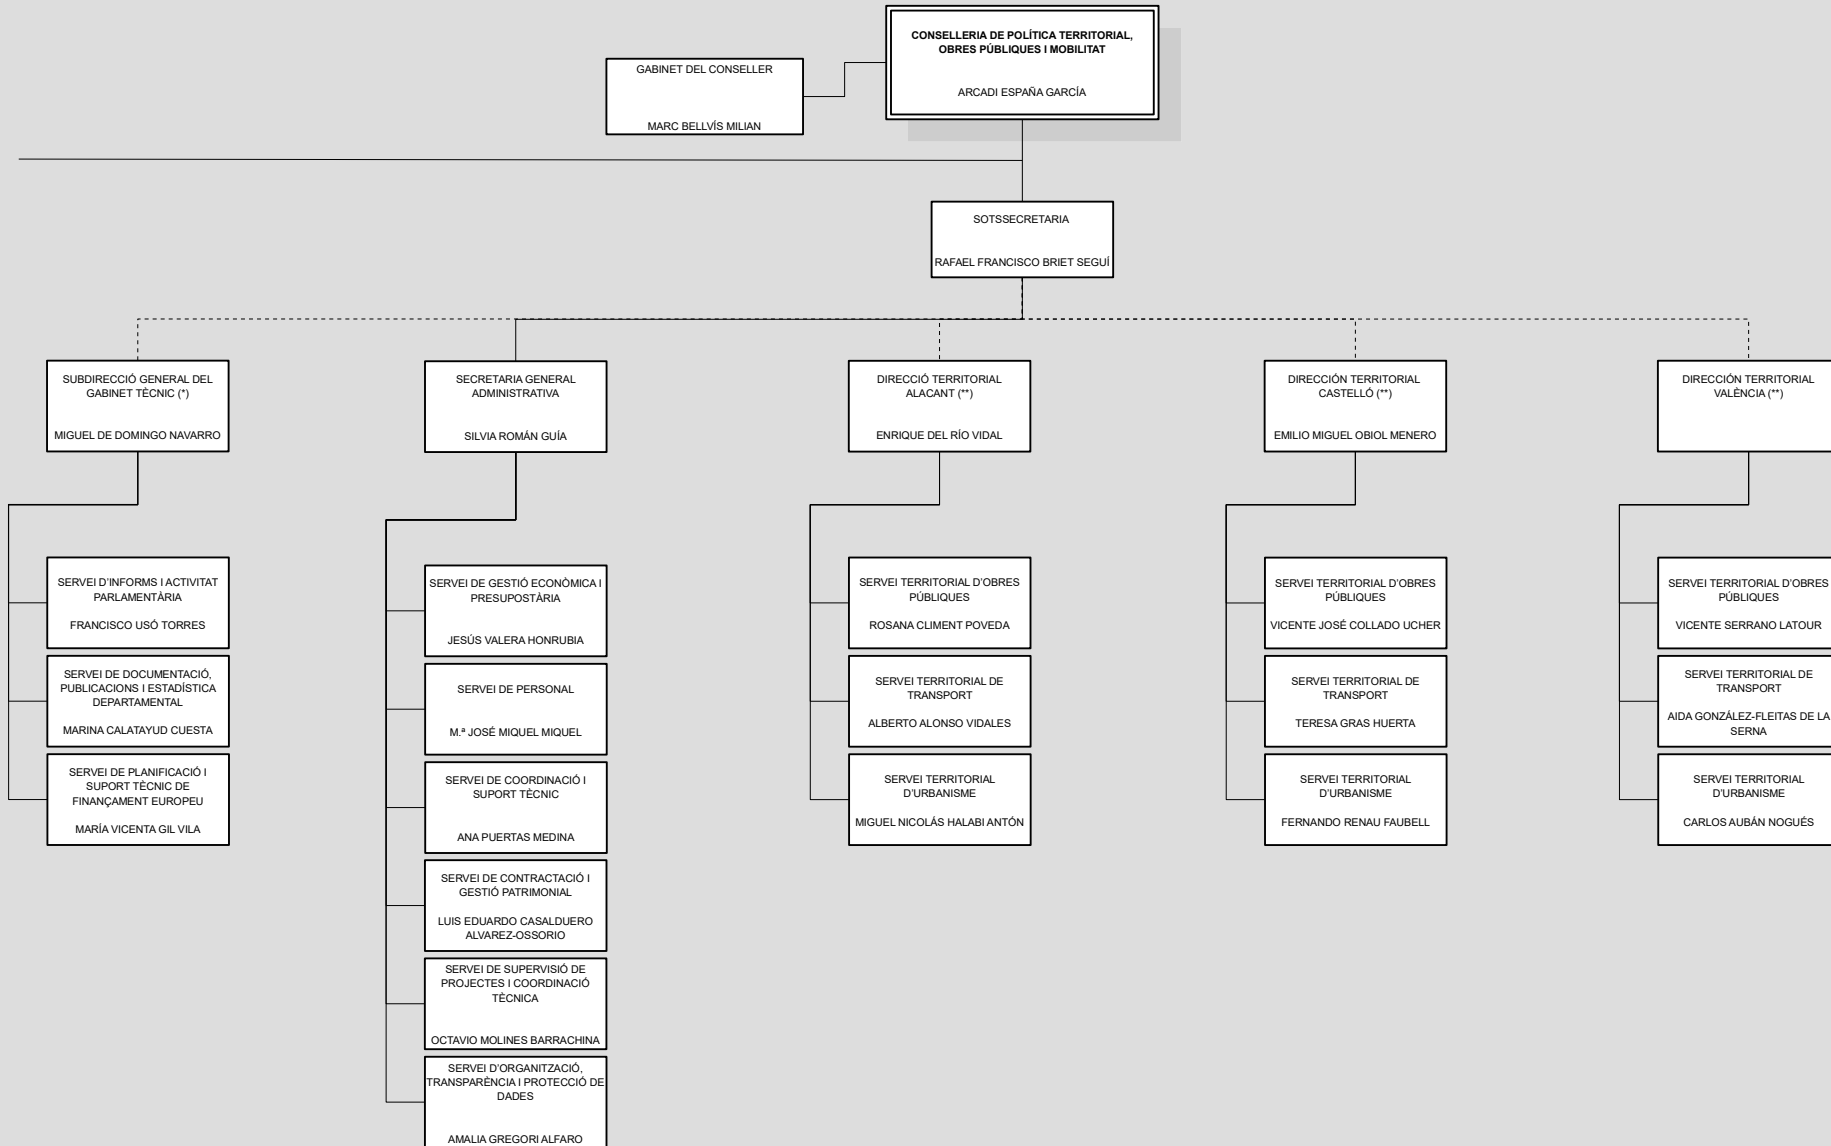 CONSELLERIA DE POLÍTICA TERRITORIAL,
OBRES PÚBLIQUES I MOBILITAT
ARCADI ESPAÑA GARCÍA
GABINET DEL CONSELLER
MARC BELLVÍS MILIAN
SOTSSECRETARIA
RAFAEL FRANCISCO BRIET SEGUÍ
SUBDIRECCIÓ GENERAL DEL
GABINET TÈCNIC (*)
MIGUEL DE DOMINGO NAVARRO
SECRETARIA GENERAL
ADMINISTRATIVA
SILVIA ROMÁN GUÍA
DIRECCIÓ TERRITORIAL
ALACANT (**)
ENRIQUE DEL RÍO VIDAL
DIRECCIÓN TERRITORIAL
CASTELLÓ (**)
EMILIO MIGUEL OBIOL MENERO
DIRECCIÓN TERRITORIAL
VALÈNCIA (**)
SERVEI D'INFORMS I ACTIVITAT
PARLAMENTÀRIA
FRANCISCO USÓ TORRES
SERVEI DE DOCUMENTACIÓ,
PUBLICACIONS I ESTADÍSTICA
DEPARTAMENTAL
MARINA CALATAYUD CUESTA
SERVEI DE PLANIFICACIÓ I
SUPORT TÈCNIC DE
FINANÇAMENT EUROPEU
MARÍA VICENTA GIL VILA
SERVEI DE GESTIÓ ECONÒMICA I
PRESUPOSTÀRIA
JESÚS VALERA HONRUBIA
SERVEI DE PERSONAL
M.ª JOSÉ MIQUEL MIQUEL
SERVEI DE COORDINACIÓ I
SUPORT TÈCNIC
ANA PUERTAS MEDINA
SERVEI DE CONTRACTACIÓ I
GESTIÓ PATRIMONIAL
LUIS EDUARDO CASALDUERO
ALVAREZ-OSSORIO
SERVEI DE SUPERVISIÓ DE
PROJECTES I COORDINACIÓ
TÈCNICA
OCTAVIO MOLINES BARRACHINA
SERVEI D'ORGANITZACIÓ,
TRANSPARÈNCIA I PROTECCIÓ DE
DADES
AMALIA GREGORI ALFARO
SERVEI TERRITORIAL D'OBRES
PÚBLIQUES
ROSANA CLIMENT POVEDA
SERVEI TERRITORIAL DE
TRANSPORT
ALBERTO ALONSO VIDALES
SERVEI TERRITORIAL
D'URBANISME
MIGUEL NICOLÁS HALABI ANTÓN
SERVEI TERRITORIAL D'OBRES
PÚBLIQUES
VICENTE JOSÉ COLLADO UCHER
SERVEI TERRITORIAL DE
TRANSPORT
TERESA GRAS HUERTA
SERVEI TERRITORIAL
D'URBANISME
FERNANDO RENAU FAUBELL
SERVEI TERRITORIAL D'OBRES
PÚBLIQUES
VICENTE SERRANO LATOUR
SERVEI TERRITORIAL DE
TRANSPORT
AIDA GONZÁLEZ-FLEITAS DE LA
SERNA
SERVEI TERRITORIAL
D'URBANISME
CARLOS AUBÁN NOGUÉS